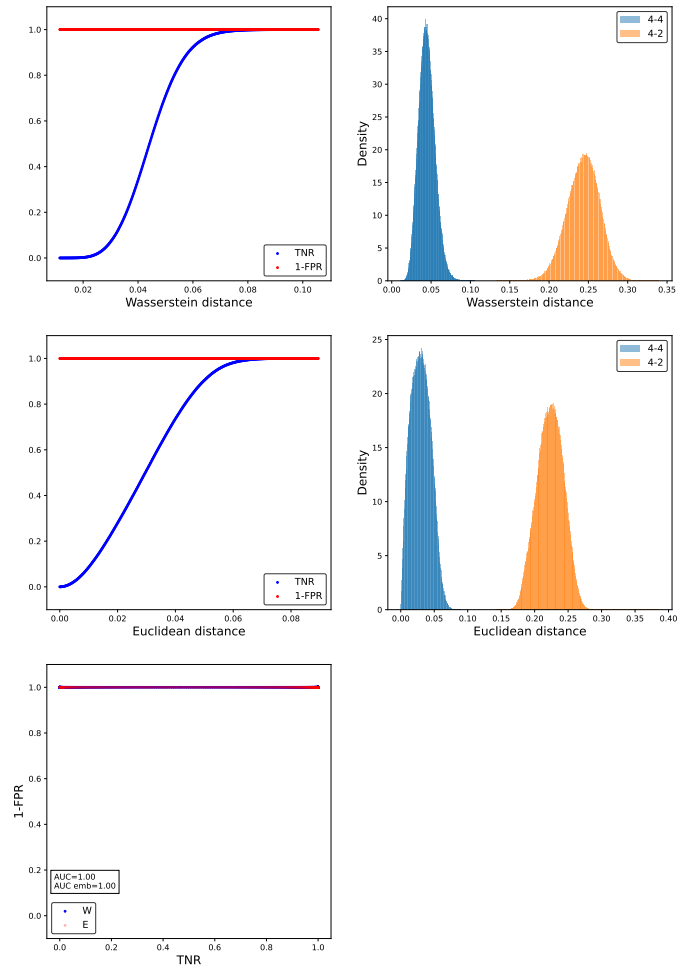 1.0
0.8
0.6
0.4
0.2
0.0
0.02 0.04 0.06 0.08 0.10
Wasserstein distance
TNR
1-FPR
40
35
30
25
20
15
10
5
0
Density
0.00 0.05 0.10 0.15 0.20 0.25 0.30 0.35
Wasserstein distance
4-4
4-2
1.0
0.8
0.6
0.4
0.2
0.0
0.00 0.02 0.04 0.06 0.08
Euclidean distance
TNR
1-FPR
25
20
15
10
5
0
Density
0.00 0.05 0.10 0.15 0.20 0.25 0.30 0.35 0.40
Euclidean distance
4-4
4-2
1.0
0.8
0.6
0.4
0.2
0.0
1-FPR
AUC=1.00
AUC emb=1.00
W
E
0.0 0.2 0.4 0.6 0.8 1.0
TNR